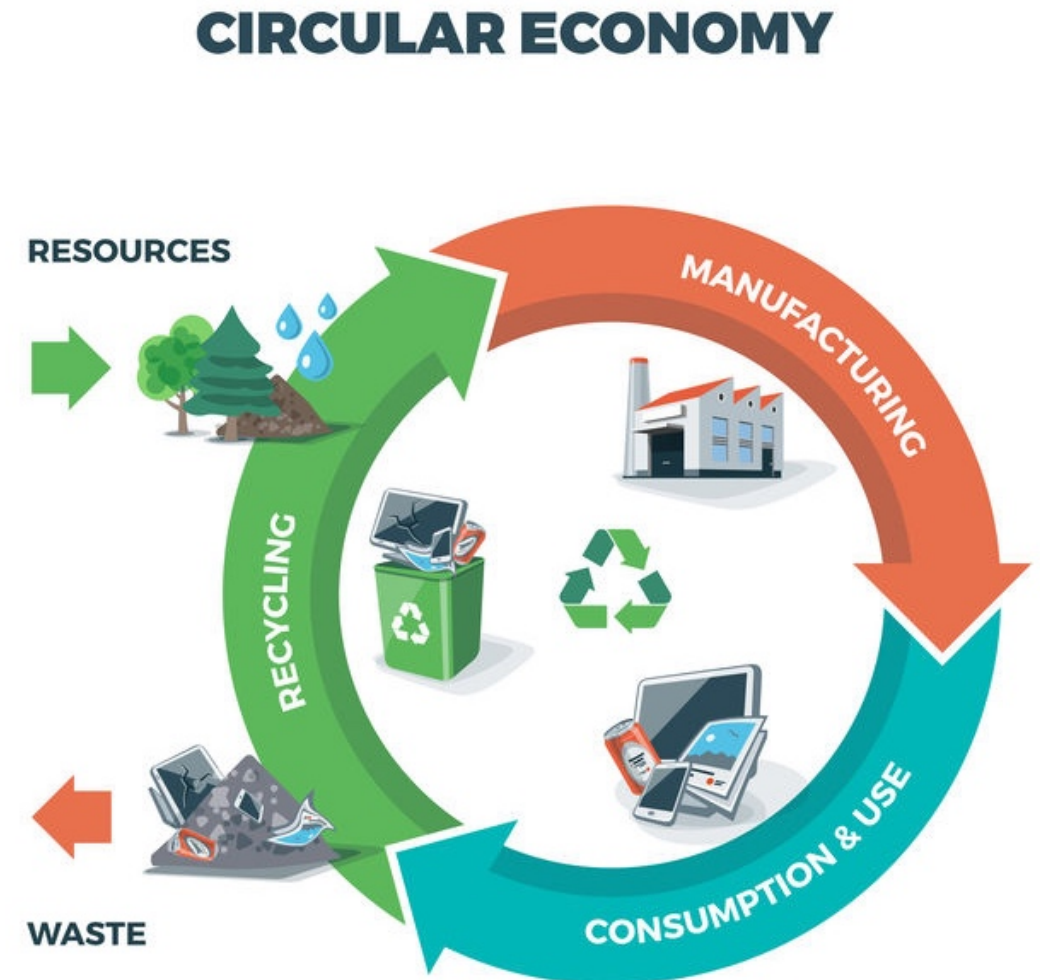 CIRCULAR ECONOMY
RESOURCES
MANUFACTURING
RECYCLING
CONSUMPTION & USE
WASTE